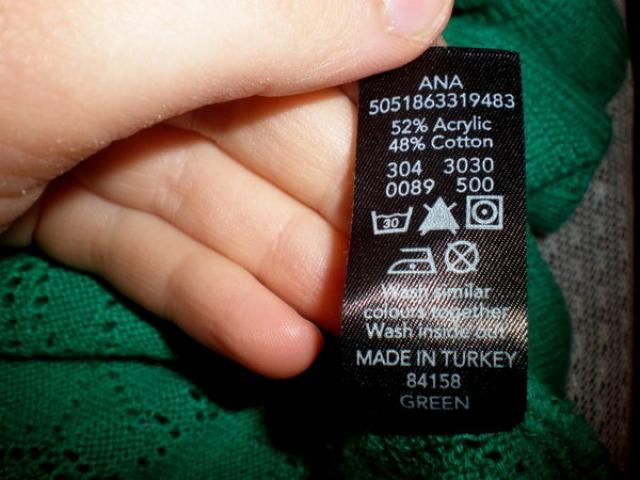 ANA
5051863319483
52% Acrylic
48% Cotton
304 3030
0089 500
30
Wash similar
colours together
Wash inside out
MADE IN TURKEY
84158
GREEN